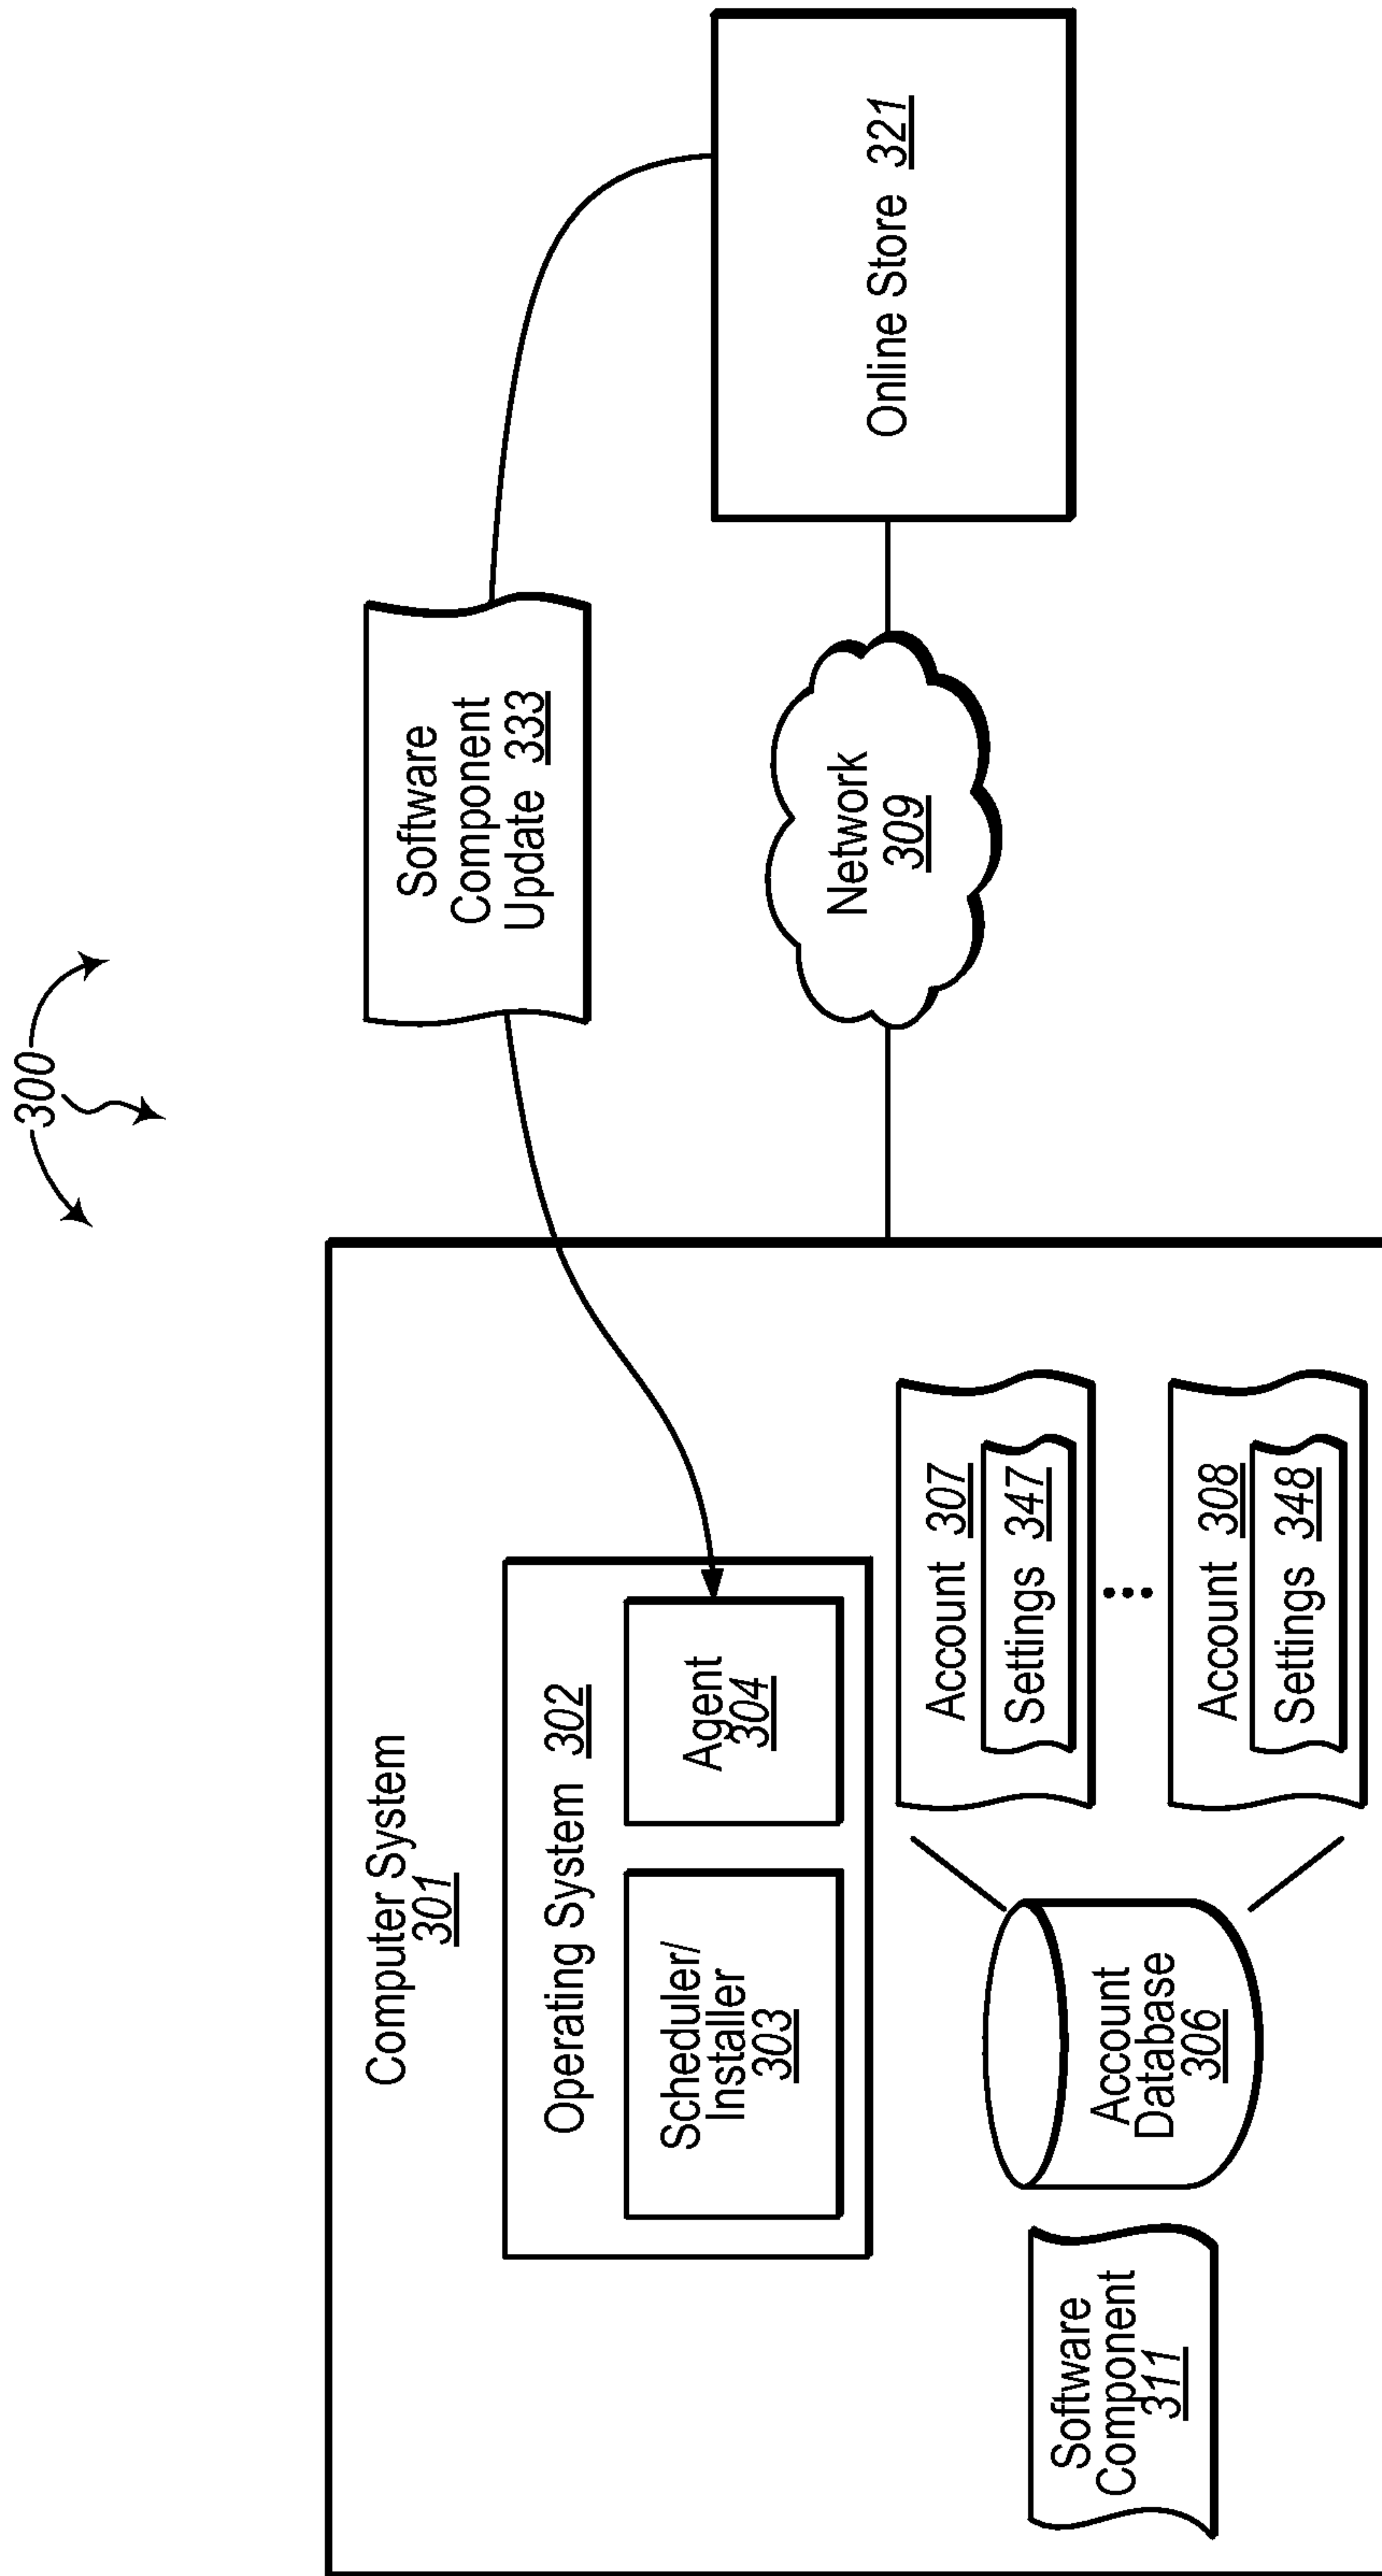 300
Computer System
301
Operating System 302
Scheduler/
Installer
303
Agent
304
Software
Component
311
Account
Database
306
Account 307
Settings 347
Account 308
Settings 348
Software
Component
Update 333
Network
309
Online Store 321